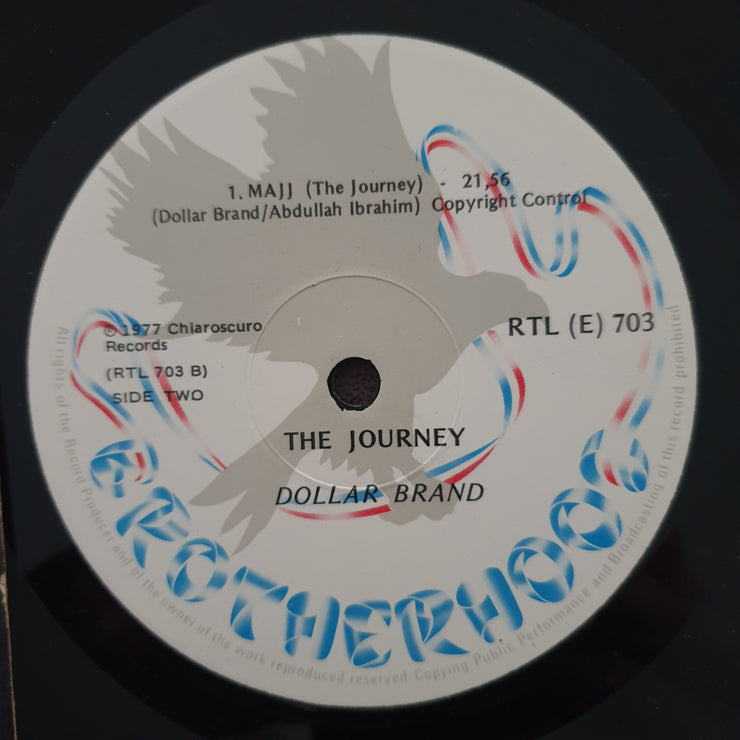 1. MAJJ (The Journey) - 21,56
(Dollar Brand/Abdullah Ibrahim) Copyright Control
℗ 1977 Chiaroscuro
Records
RTL (E) 703
(RTL 703 B)
SIDE TWO
THE JOURNEY
DOLLAR BRAND
BROTHERHOOD
All rights of the Record Producer and of the owner of the work reproduced reserved Copying, Public Performance and Broadcasting of this record prohibited